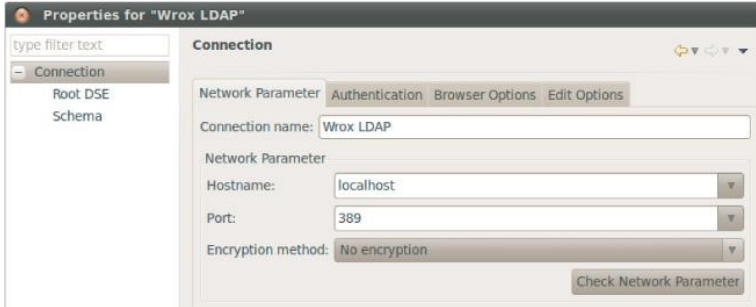 Properties for "Wrox LDAP"
type filter text
Connection
Root DSE
Schema
Connection
Network Parameter Authentication Browser Options Edit Options
Connection name: Wrox LDAP
Network Parameter
Hostname: localhost
Port: 389
Encryption method: No encryption
Check Network Parameter